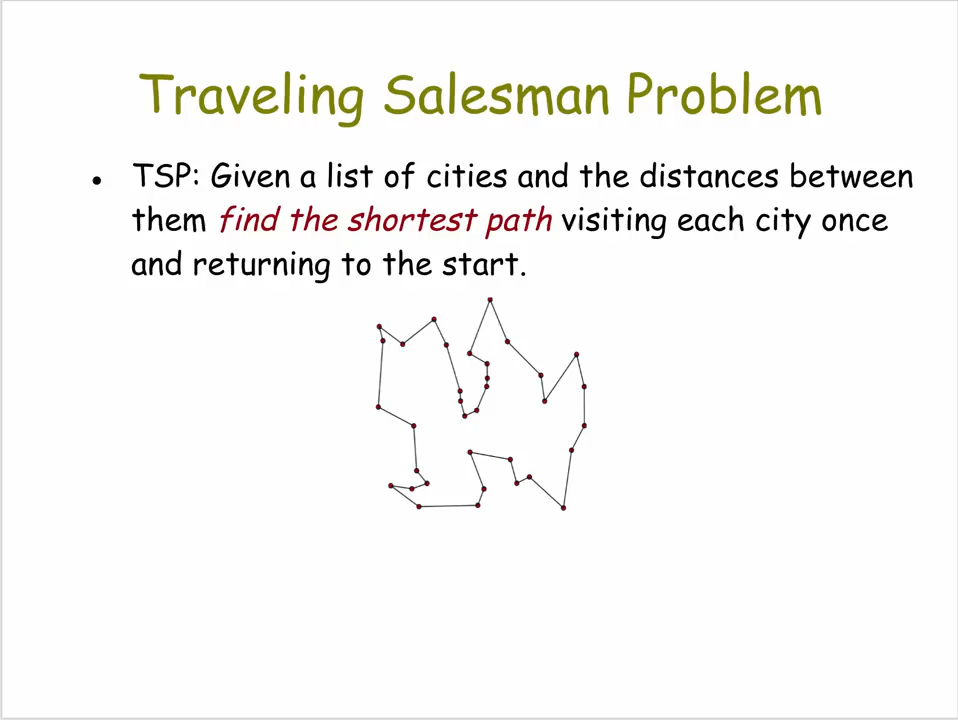 Traveling Salesman Problem
• TSP: Given a list of cities and the distances between
them find the shortest path visiting each city once
and returning to the start.